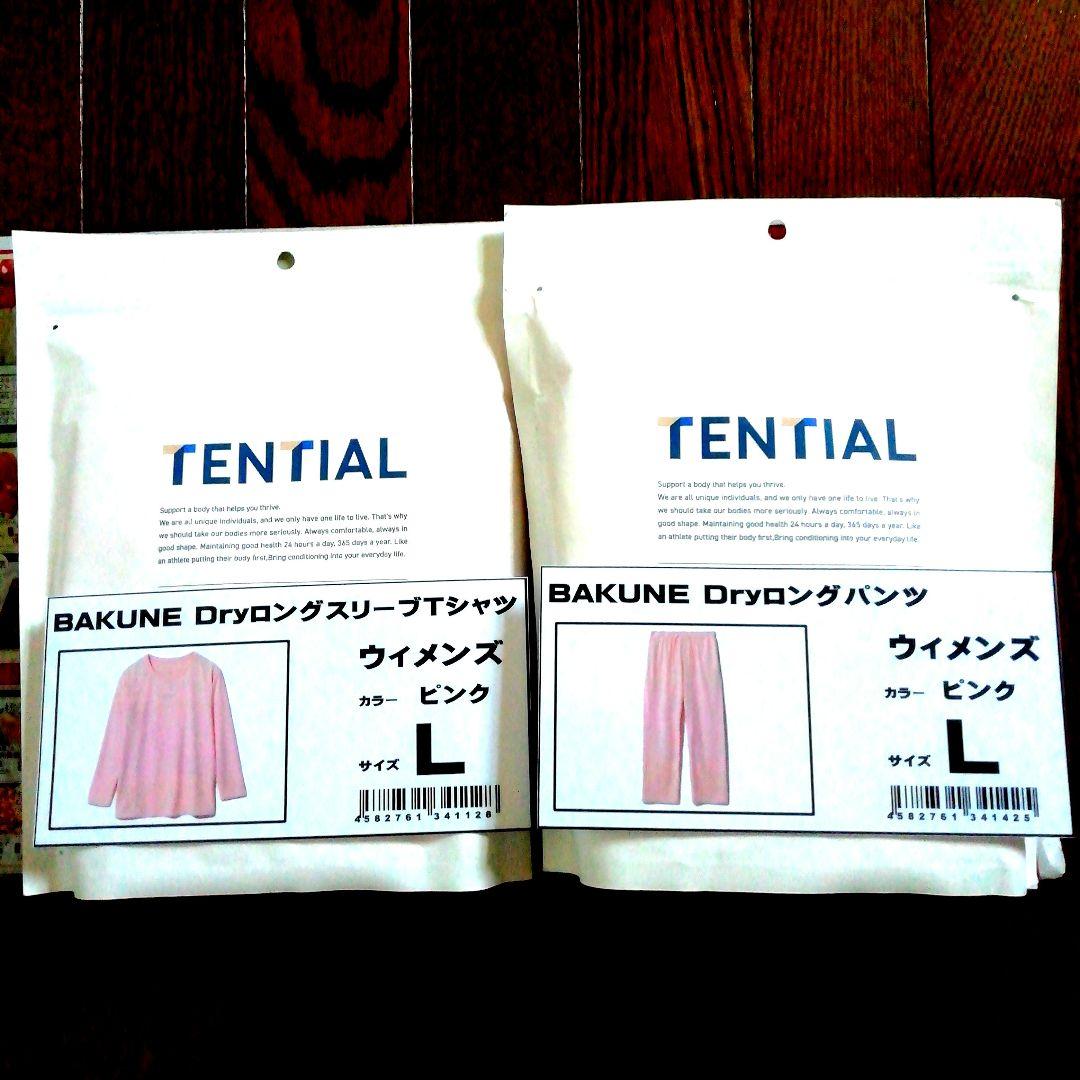 TENTIAL
Support a body that helps you thrive.
We are all unique individuals, and we only have one life to live. That's why
we should take our bodies more seriously. Always comfortable, always in
good shape. Maintaining good health 24 hours a day, 365 days a year. Like
an athlete putting their body first,Bring conditioning into your everyday life.
BAKUNE DryロングスリーブTシャツ
ウィメンズ
カラー ピンク
サイズ L
4582761 341128
TENTIAL
Support a body that helps you thrive.
We are all unique individuals, and we only have one life to live. That's why
we should take our bodies more seriously. Always comfortable, always in
good shape. Maintaining good health 24 hours a day, 365 days a year. Like
an athlete putting their body first,Bring conditioning into your everyday life.
BAKUNE Dryロングパンツ
ウィメンズ
カラー ピンク
サイズ L
4582761 341425